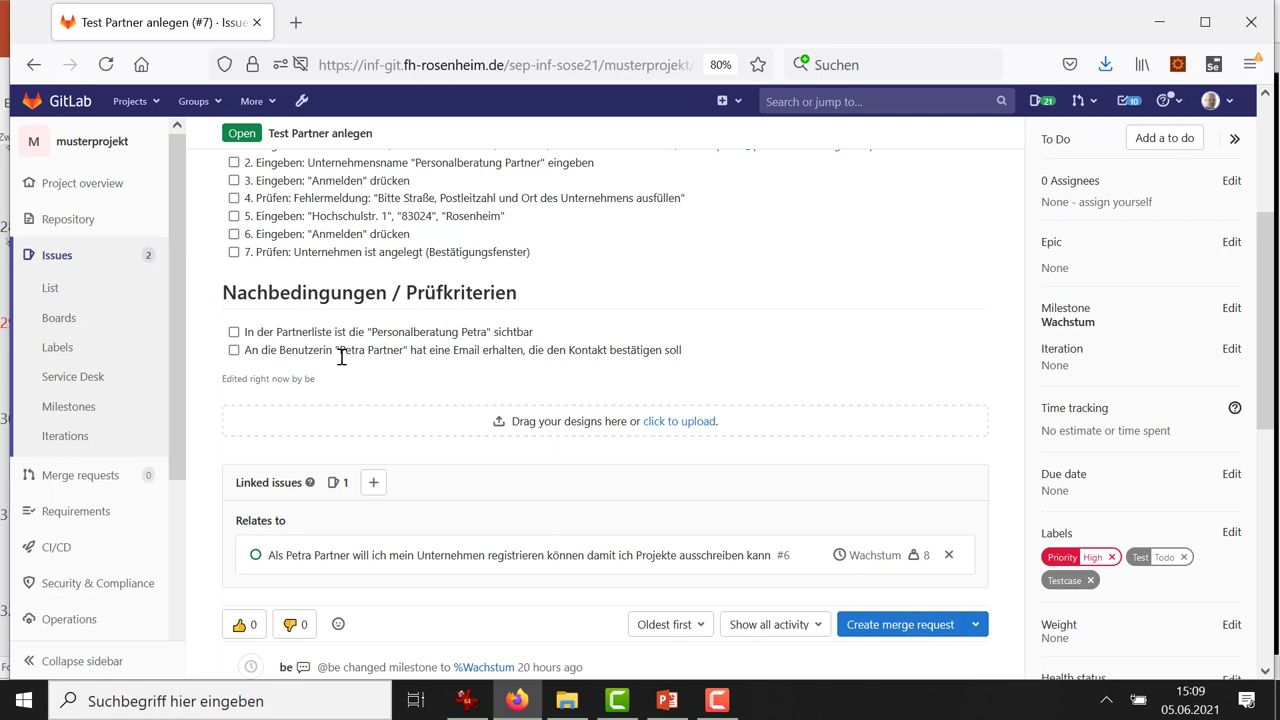 Test Partner anlegen (#7) · Issue
https://inf-git.fh-rosenheim.de/sep-inf-sose21/musterprojekt/
80%
Suchen
GitLab
Projects
Groups
More
Search or jump to...
21
10
M
musterprojekt
Project overview
Repository
Issues
2
List
Boards
Labels
Service Desk
Milestones
Iterations
Merge requests
0
Requirements
CI/CD
Security & Compliance
Operations
Collapse sidebar
Open
Test Partner anlegen
2. Eingeben: Unternehmensname "Personalberatung Partner" eingeben
3. Eingeben: "Anmelden" drücken
4. Prüfen: Fehlermeldung: "Bitte Straße, Postleitzahl und Ort des Unternehmens ausfüllen"
5. Eingeben: "Hochschulstr. 1", "83024", "Rosenheim"
6. Eingeben: "Anmelden" drücken
7. Prüfen: Unternehmen ist angelegt (Bestätigungsfenster)
Nachbedingungen / Prüfkriterien
In der Partnerliste ist die "Personalberatung Petra" sichtbar
An die Benutzerin "Petra Partner" hat eine Email erhalten, die den Kontakt bestätigen soll
Edited right now by be
Drag your designs here or click to upload.
Linked issues
1
Relates to
Als Petra Partner will ich mein Unternehmen registrieren können damit ich Projekte ausschreiben kann #6
Wachstum
8
0
0
Oldest first
Show all activity
Create merge request
be @be changed milestone to %Wachstum 20 hours ago
To Do
Add a to do
0 Assignees
Edit
None - assign yourself
Epic
Edit
None
Milestone
Edit
Wachstum
Iteration
Edit
None
Time tracking
No estimate or time spent
Due date
Edit
None
Labels
Edit
Priority High
Test Todo
Testcase
Weight
Edit
None
Health status
Suchbegriff hier eingeben
15:09
05.06.2021